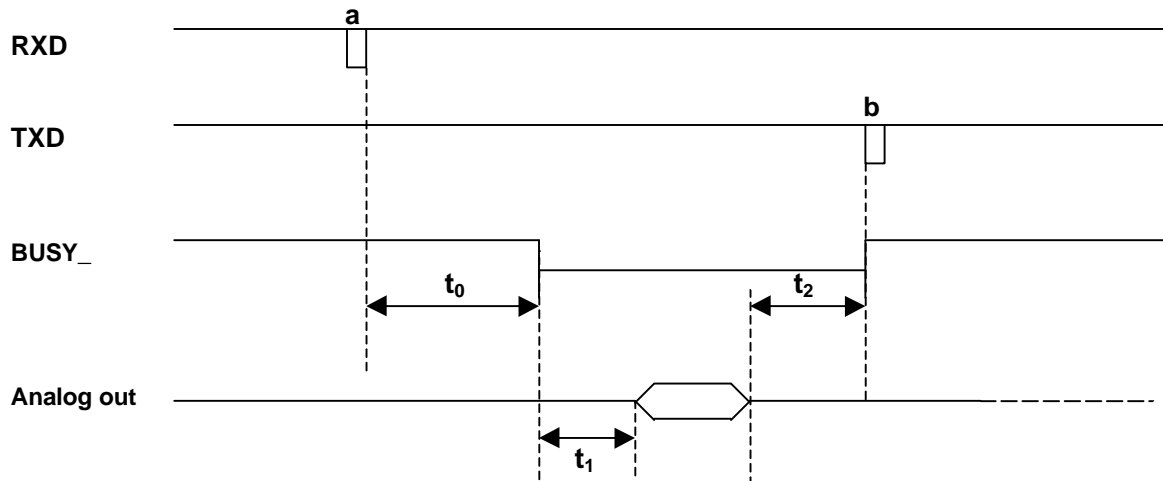 a
RXD
b
TXD
BUSY_
t₀
t₂
Analog out
t₁